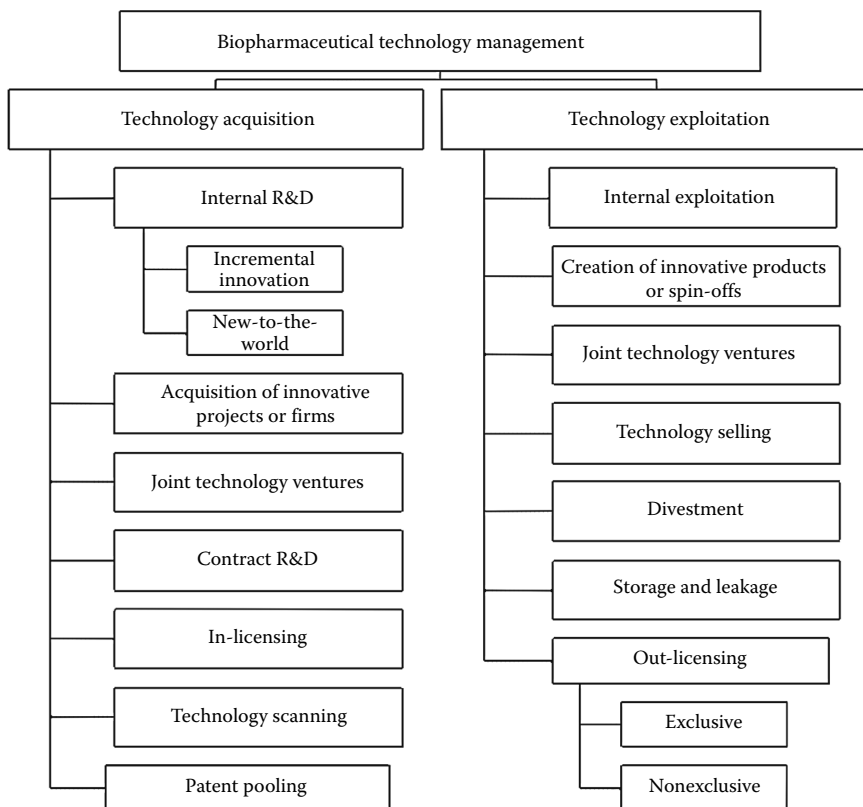 Biopharmaceutical technology management
Technology acquisition
Internal R&D
Incremental
innovation
New-to-the-
world
Acquisition of innovative
projects or firms
Joint technology ventures
Contract R&D
In-licensing
Technology scanning
Patent pooling
Technology exploitation
Internal exploitation
Creation of innovative products
or spin-offs
Joint technology ventures
Technology selling
Divestment
Storage and leakage
Out-licensing
Exclusive
Nonexclusive